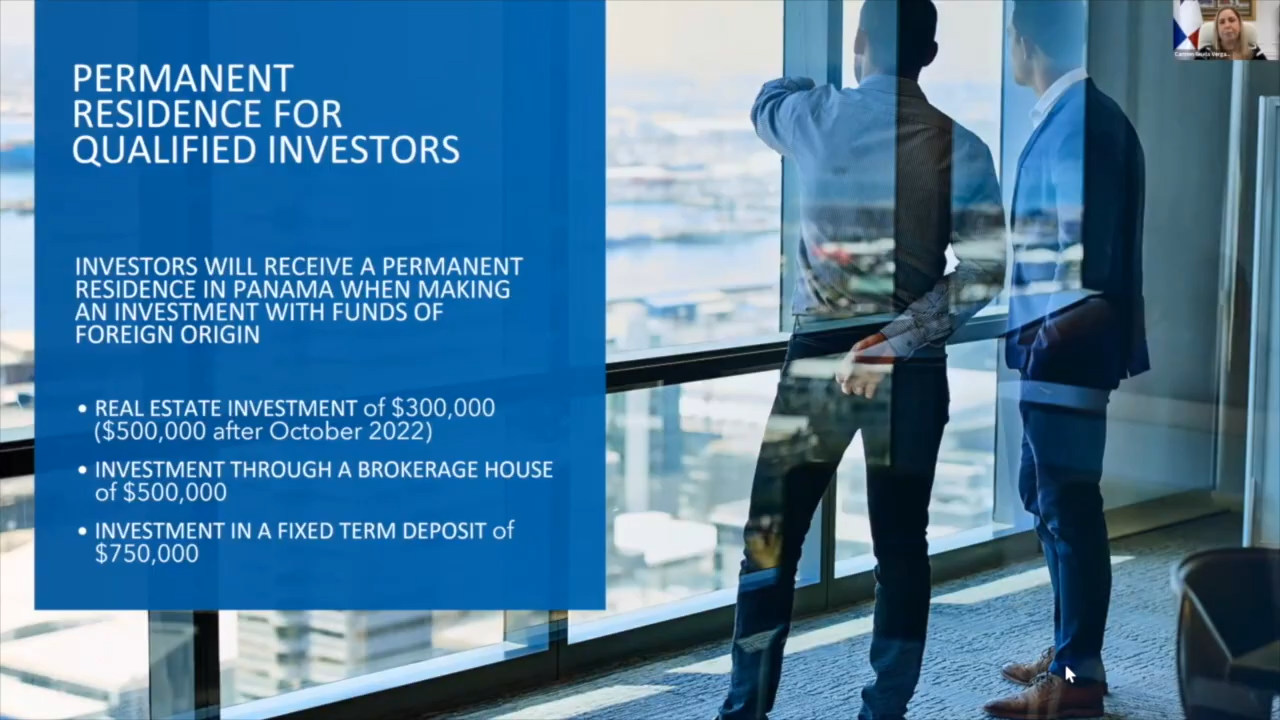 PERMANENT
RESIDENCE FOR
QUALIFIED INVESTORS
INVESTORS WILL RECEIVE A PERMANENT
RESIDENCE IN PANAMA WHEN MAKING
AN INVESTMENT WITH FUNDS OF
FOREIGN ORIGIN
• REAL ESTATE INVESTMENT of $300,000
($500,000 after October 2022)
• INVESTMENT THROUGH A BROKERAGE HOUSE
of $500,000
• INVESTMENT IN A FIXED TERM DEPOSIT of
$750,000